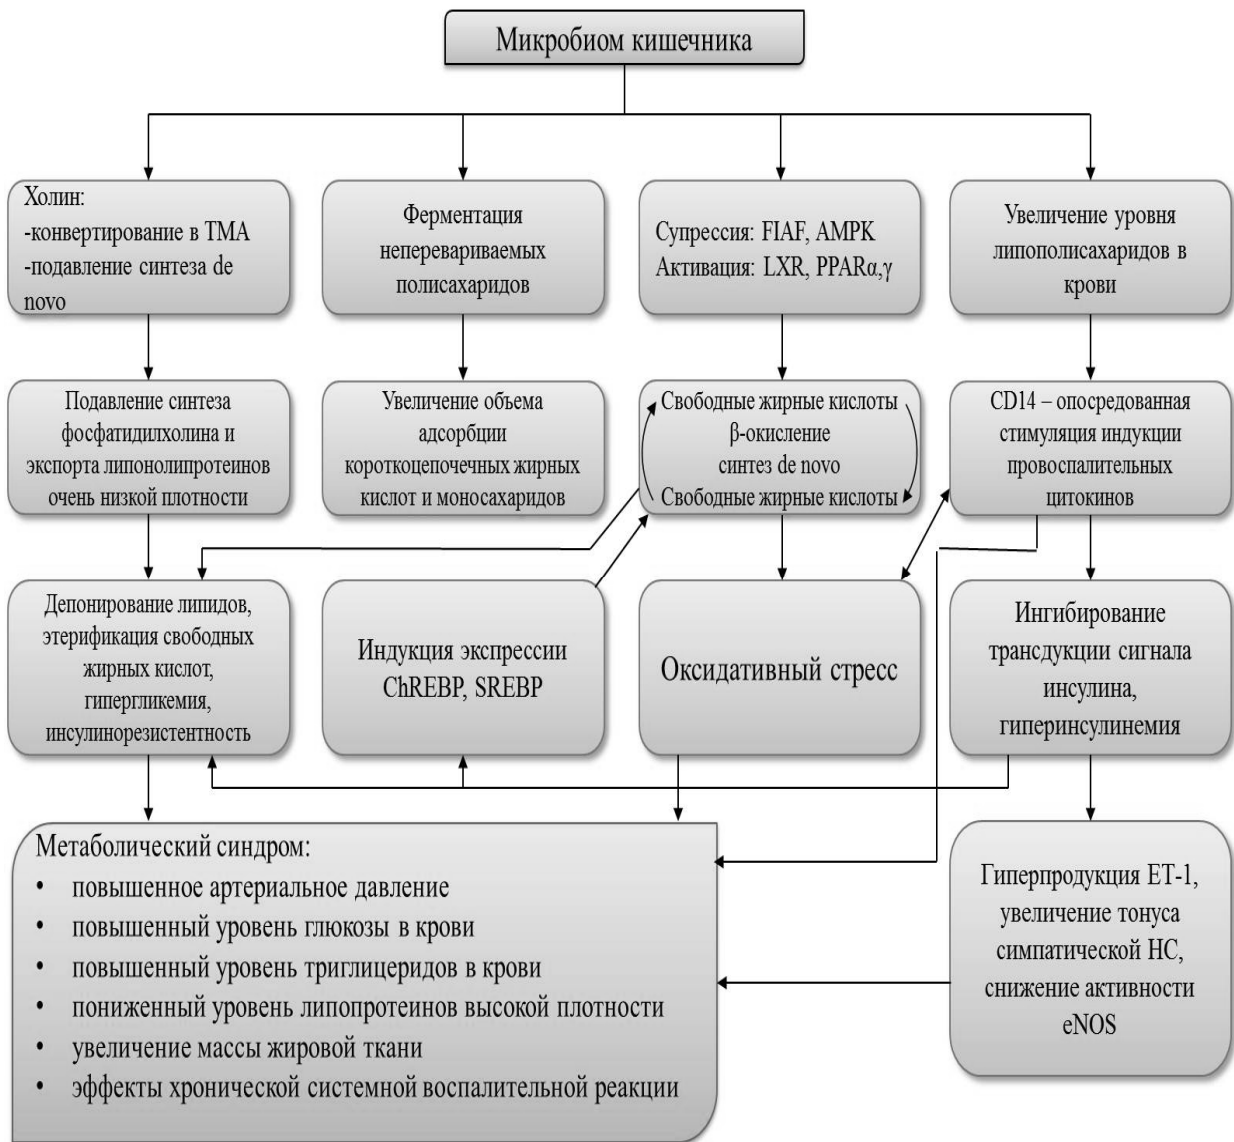 Микробиом кишечника
Холин:
-конвертирование в TMA
-подавление синтеза de
novo
Ферментация
неперевариваемых
полисахаридов
Супрессия: FIAF, AMPK
Активация: LXR, PPARα,γ
Увеличение уровня
липополисахаридов в
крови
Подавление синтеза
фосфатидилхолина и
экспорта липонолипротеинов
очень низкой плотности
Увеличение объема
адсорбции
короткоцепочечных жирных
кислот и моносахаридов
Свободные жирные кислоты
β-окисление
синтез de novo
Свободные жирные кислоты
CD14 – опосредованная
стимуляция индукции
провоспалительных
цитокинов
Депонирование липидов,
этерификация свободных
жирных кислот,
гипергликемия,
инсулинорезистентность
Индукция экспрессии
ChREBP, SREBP
Оксидативный стресс
Ингибирование
трансдукции сигнала
инсулина,
гиперинсулинемия
Метаболический синдром:
• повышенное артериальное давление
• повышенный уровень глюкозы в крови
• повышенный уровень триглицеридов в крови
• пониженный уровень липопротеинов высокой плотности
• увеличение массы жировой ткани
• эффекты хронической системной воспалительной реакции
Гиперпродукция ET-1,
увеличение тонуса
симпатической НС,
снижение активности
eNOS